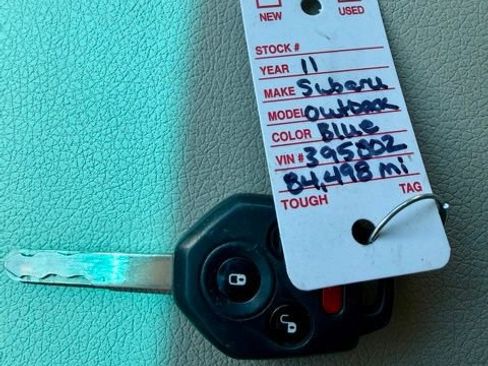 NEW USED
STOCK #
YEAR 11
MAKE Subaru
MODEL Outback
COLOR Blue
VIN # 395002
84,498 mi
TOUGH TAG